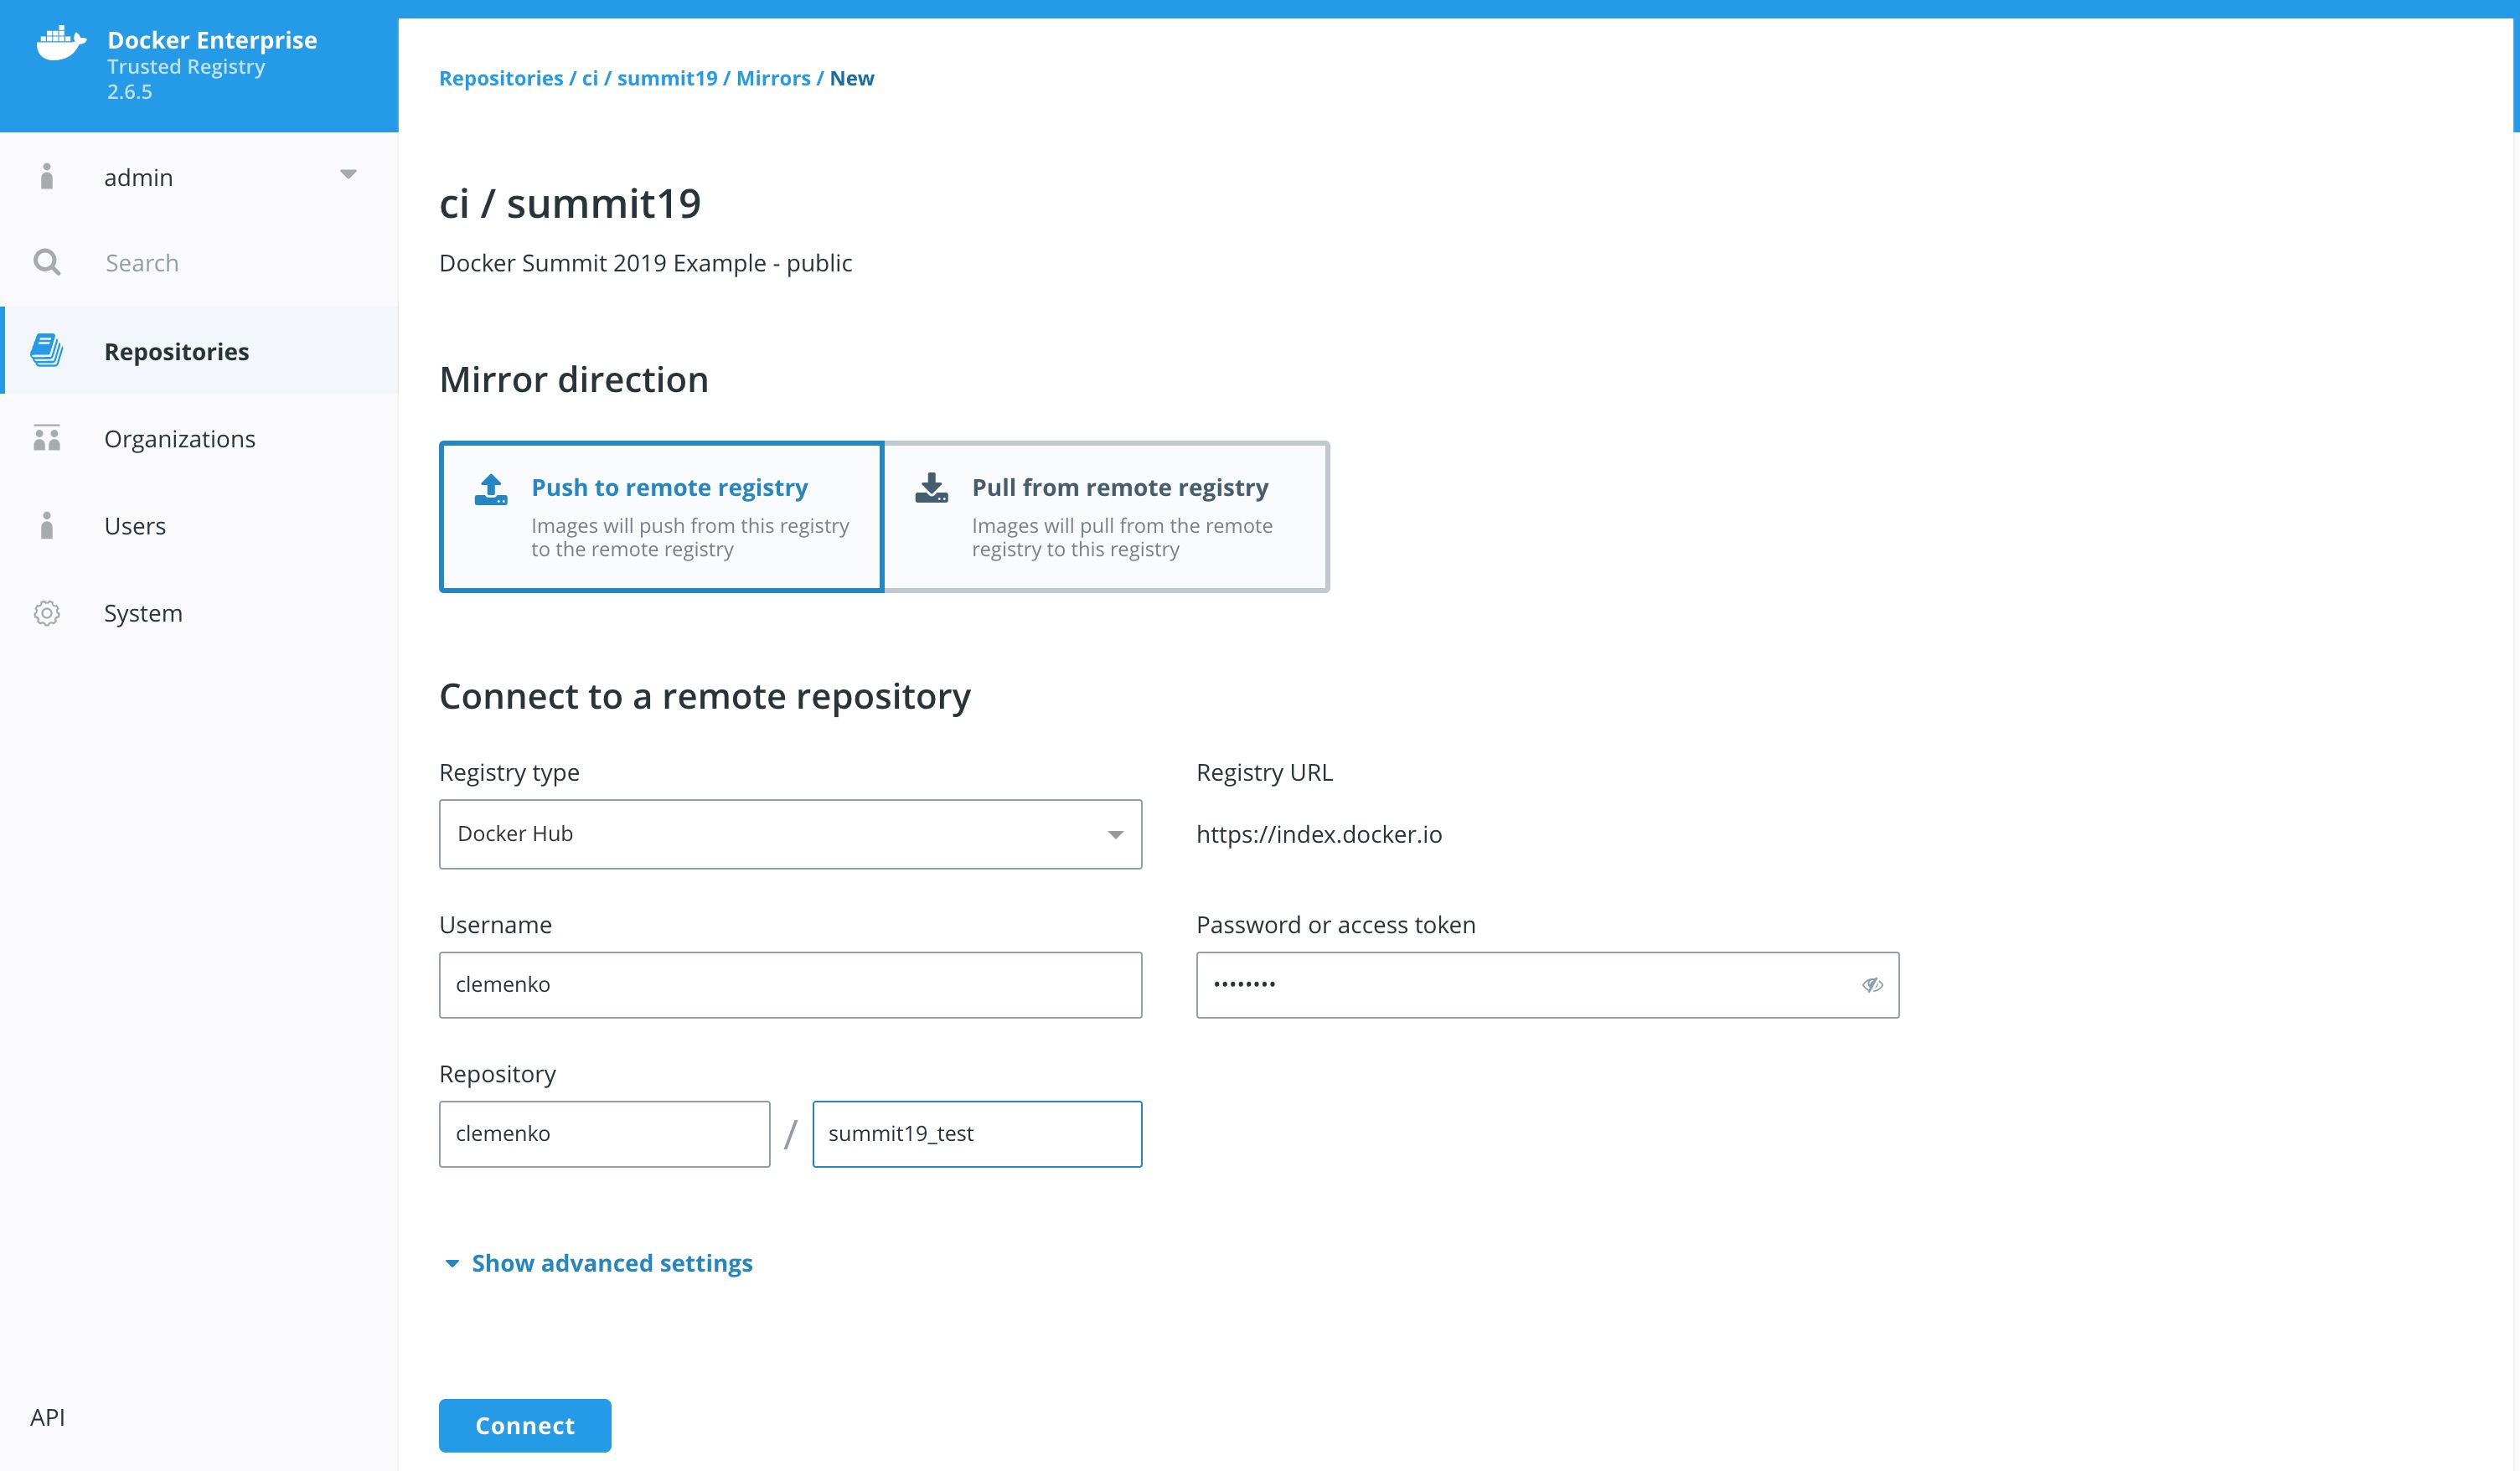 Docker Enterprise
Trusted Registry
2.6.5
admin
Search
Repositories
Organizations
Users
System
API
Repositories / ci / summit19 / Mirrors / New
ci / summit19
Docker Summit 2019 Example - public
Mirror direction
Push to remote registry
Images will push from this registry
to the remote registry
Pull from remote registry
Images will pull from the remote
registry to this registry
Connect to a remote repository
Registry type
Docker Hub
Registry URL
https://index.docker.io
Username
clemenko
Password or access token
••••••••
Repository
clemenko / summit19_test
Show advanced settings
Connect